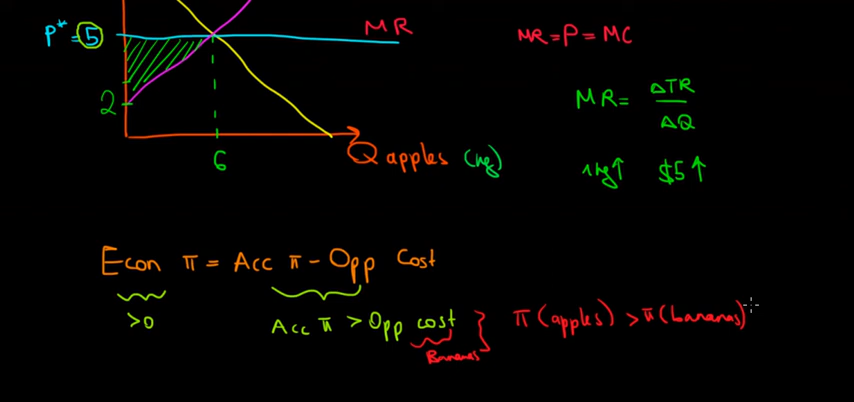 P* = 5
MR
MR = P = MC
2
MR = ΔTR
ΔQ
6
Q apples (kg)
1kg↑ $5↑
Econ π = Acc π - Opp Cost
>0
Acc π > Opp cost } π(apples) > π(bananas)
Bananas